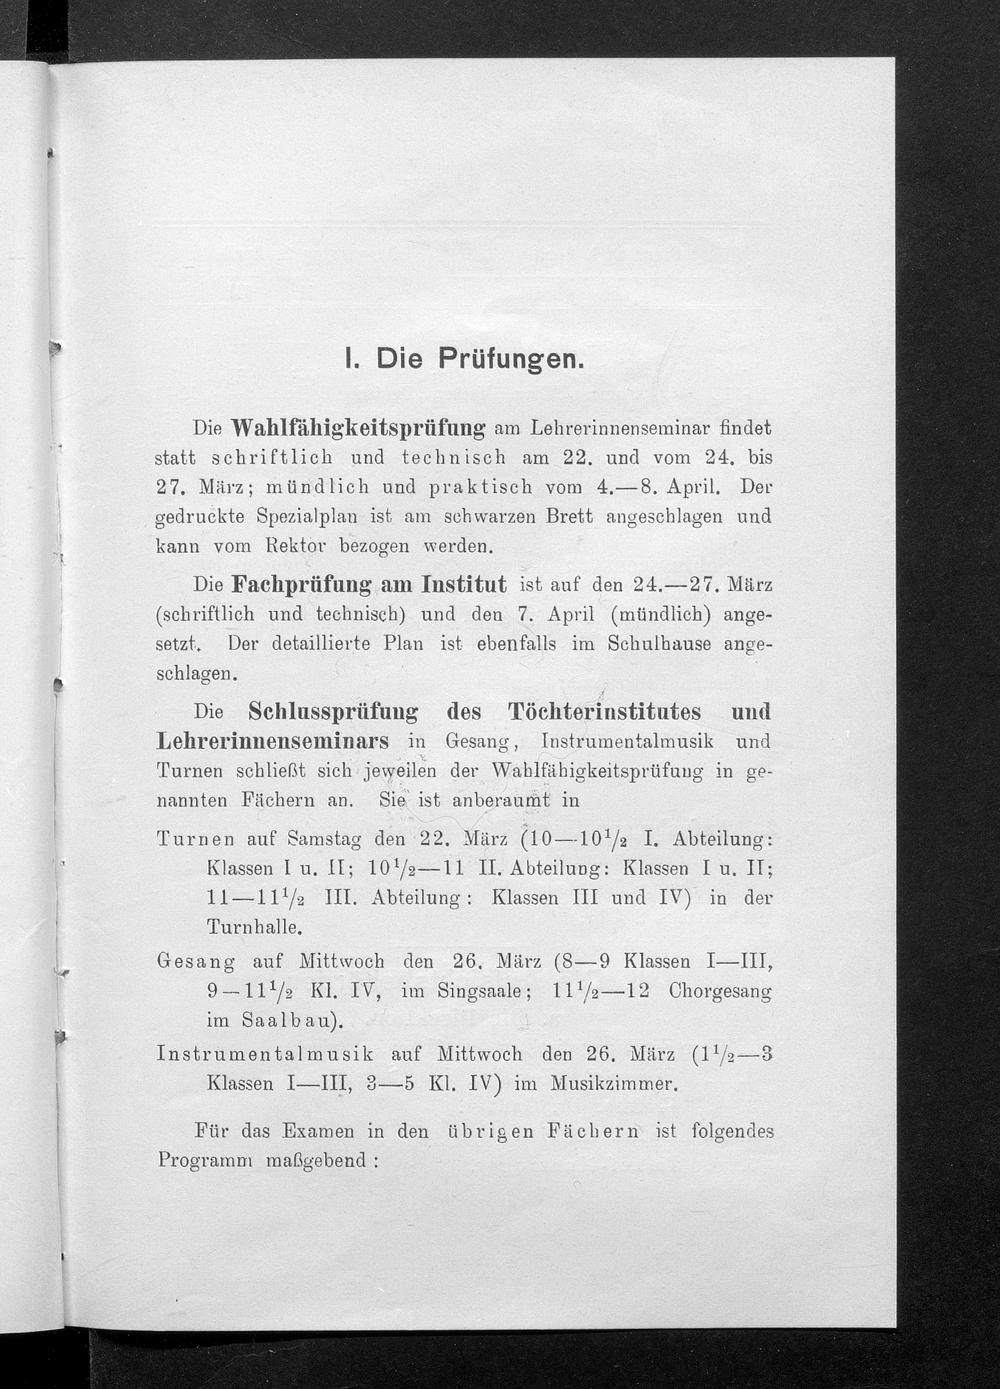 I. Die Prüfungen.
Die Wahlfähigkeitsprüfung am Lehrerinnenseminar findet
statt schriftlich und technisch am 22. und vom 24. bis
27. März; mündlich und praktisch vom 4.—8. April. Der
gedruckte Spezialplan ist am schwarzen Brett angeschlagen und
kann vom Rektor bezogen werden.
Die Fachprüfung am Institut ist auf den 24.—27. März
(schriftlich und technisch) und den 7. April (mündlich) ange-
setzt. Der detaillierte Plan ist ebenfalls im Schulhause ange-
schlagen.
Die Schlussprüfung des Töchterinstitutes und
Lehrerinnenseminars in Gesang, Instrumentalmusik und
Turnen schließt sich jeweilen der Wahlfähigkeitsprüfung in ge-
nannten Fächern an. Sie ist anberaumt in
Turnen auf Samstag den 22. März (10—10½ I. Abteilung:
Klassen I u. II; 10½—11 II. Abteilung: Klassen I u. II;
11—11½ III. Abteilung: Klassen III und IV) in der
Turnhalle.
Gesang auf Mittwoch den 26. März (8—9 Klassen I—III,
9—11½ Kl. IV, im Singsaale; 11½—12 Chorgesang
im Saalbau).
Instrumentalmusik auf Mittwoch den 26. März (1½—3
Klassen I—III, 3—5 Kl. IV) im Musikzimmer.
Für das Examen in den übrigen Fächern ist folgendes
Programm maßgebend: